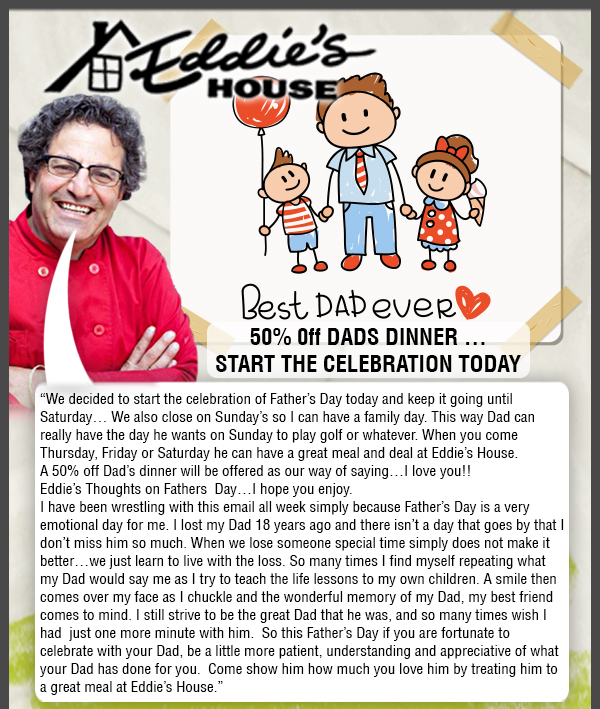 Eddie's
HOUSE
Best DAD ever
50% Off DADS DINNER ...
START THE CELEBRATION TODAY
“We decided to start the celebration of Father’s Day today and keep it going until
Saturday… We also close on Sunday’s so I can have a family day. This way Dad can
really have the day he wants on Sunday to play golf or whatever. When you come
Thursday, Friday or Saturday he can have a great meal and deal at Eddie’s House.
A 50% off Dad’s dinner will be offered as our way of saying…I love you!!
Eddie’s Thoughts on Fathers  Day…I hope you enjoy.
I have been wrestling with this email all week simply because Father’s Day is a very
emotional day for me. I lost my Dad 18 years ago and there isn’t a day that goes by that I
don’t miss him so much. When we lose someone special time simply does not make it
better…we just learn to live with the loss. So many times I find myself repeating what
my Dad would say me as I try to teach the life lessons to my own children. A smile then
comes over my face as I chuckle and the wonderful memory of my Dad, my best friend
comes to mind. I still strive to be the great Dad that he was, and so many times wish I
had  just one more minute with him.  So this Father’s Day if you are fortunate to
celebrate with your Dad, be a little more patient, understanding and appreciative of what
your Dad has done for you.  Come show him how much you love him by treating him to
a great meal at Eddie’s House.”